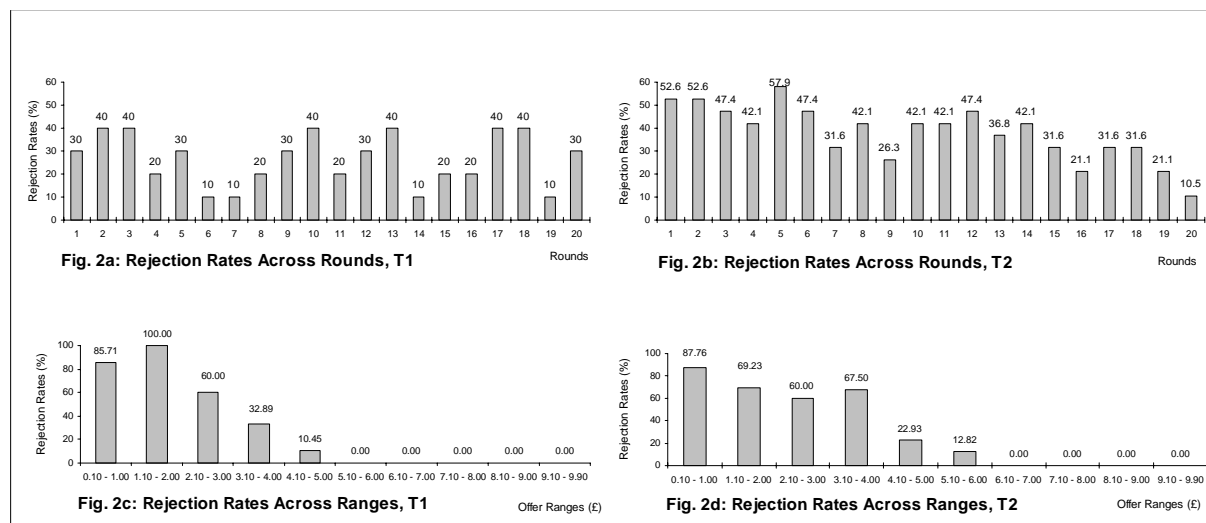 60
50
40
30
20
10
0
Rejection Rates (%)
30 40 40 20 30 10 10 20 30 40 20 30 40 10 20 20 40 40 10 30
1 2 3 4 5 6 7 8 9 10 11 12 13 14 15 16 17 18 19 20
Rounds
Fig. 2a: Rejection Rates Across Rounds, T1
60
50
40
30
20
10
0
Rejection Rates (%)
52.6 52.6 47.4 42.1 57.9 47.4 31.6 42.1 26.3 42.1 42.1 47.4 36.8 42.1 31.6 21.1 31.6 31.6 21.1 10.5
1 2 3 4 5 6 7 8 9 10 11 12 13 14 15 16 17 18 19 20
Fig. 2b: Rejection Rates Across Rounds, T2
Rounds
100
80
60
40
20
0
Rejection Rates (%)
85.71 100.00 60.00 32.89 10.45 0.00 0.00 0.00 0.00 0.00
0.10 - 1.00 1.10 - 2.00 2.10 - 3.00 3.10 - 4.00 4.10 - 5.00 5.10 - 6.00 6.10 - 7.00 7.10 - 8.00 8.10 - 9.00 9.10 - 9.90
Fig. 2c: Rejection Rates Across Ranges, T1
Offer Ranges (£)
100
80
60
40
20
0
Rejection Rates (%)
87.76 69.23 60.00 67.50 22.93 12.82 0.00 0.00 0.00 0.00
0.10 - 1.00 1.10 - 2.00 2.10 - 3.00 3.10 - 4.00 4.10 - 5.00 5.10 - 6.00 6.10 - 7.00 7.10 - 8.00 8.10 - 9.00 9.10 - 9.90
Fig. 2d: Rejection Rates Across Ranges, T2
Offer Ranges (£)